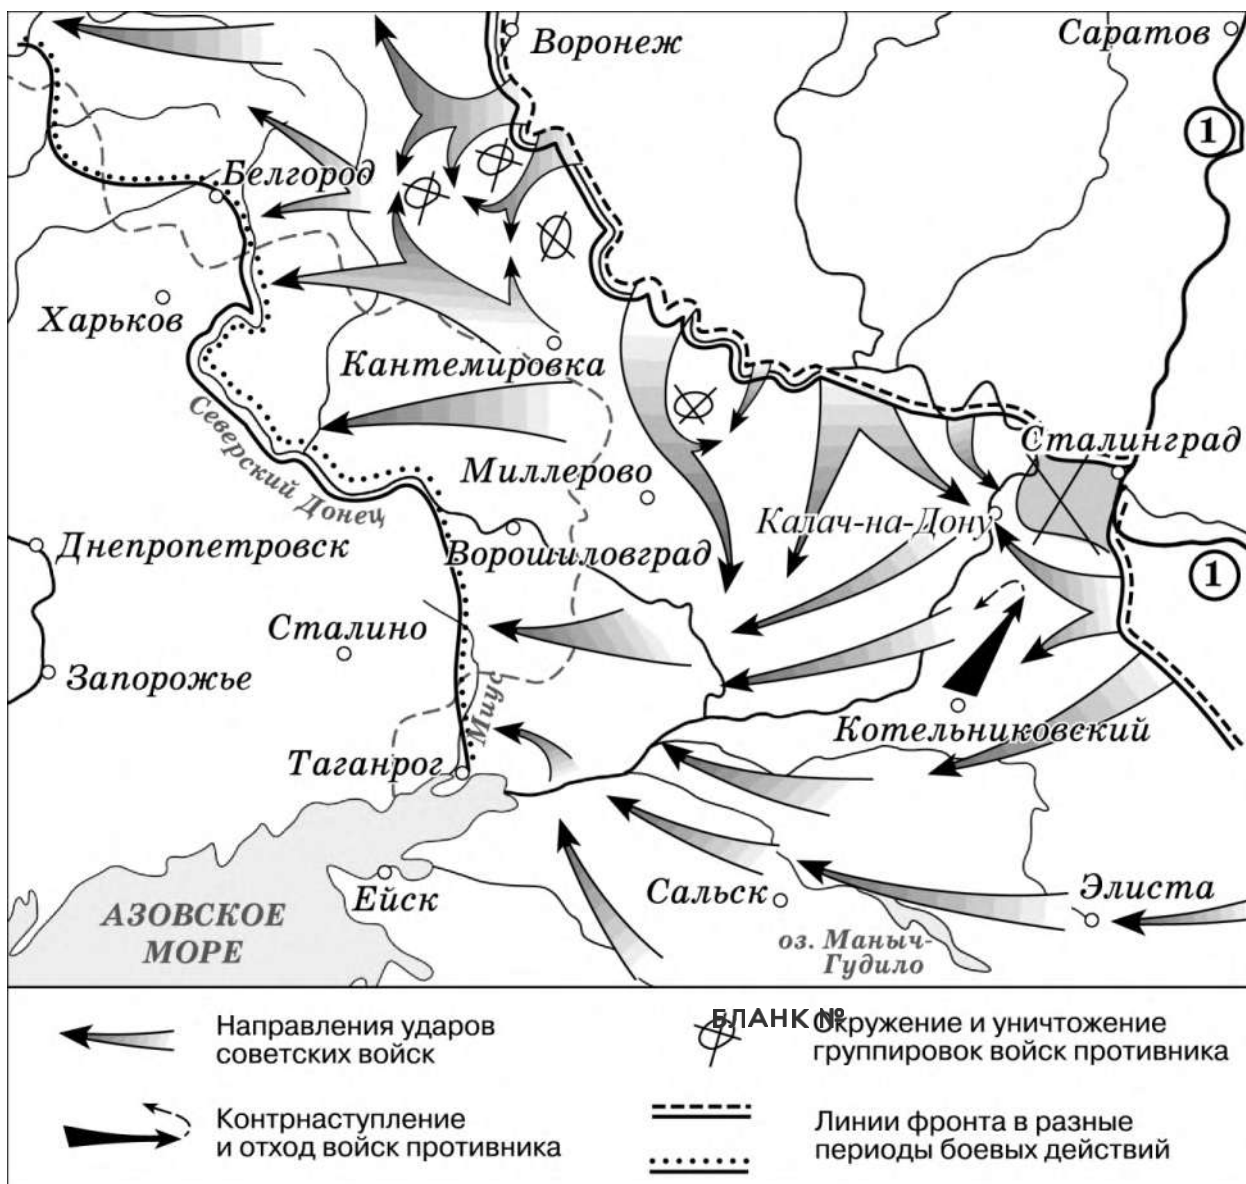 Воронеж
Саратов
1
Белгород
Харьков
Кантемировка
Северский Донец
Сталинград
Миллерово
Калач-на-Дону
Днепропетровск
Ворошиловград
1
Сталино
Запорожье
Миус
Котельниковский
Таганрог
Ейск
Сальск
Элиста
АЗОВСКОЕ
МОРЕ
оз. Маныч-
Гудило
Направления ударов
советских войск
БЛАНК №
Окружение и уничтожение
группировок войск противника
Контрнаступление
и отход войск противника
Линии фронта в разные
периоды боевых действий